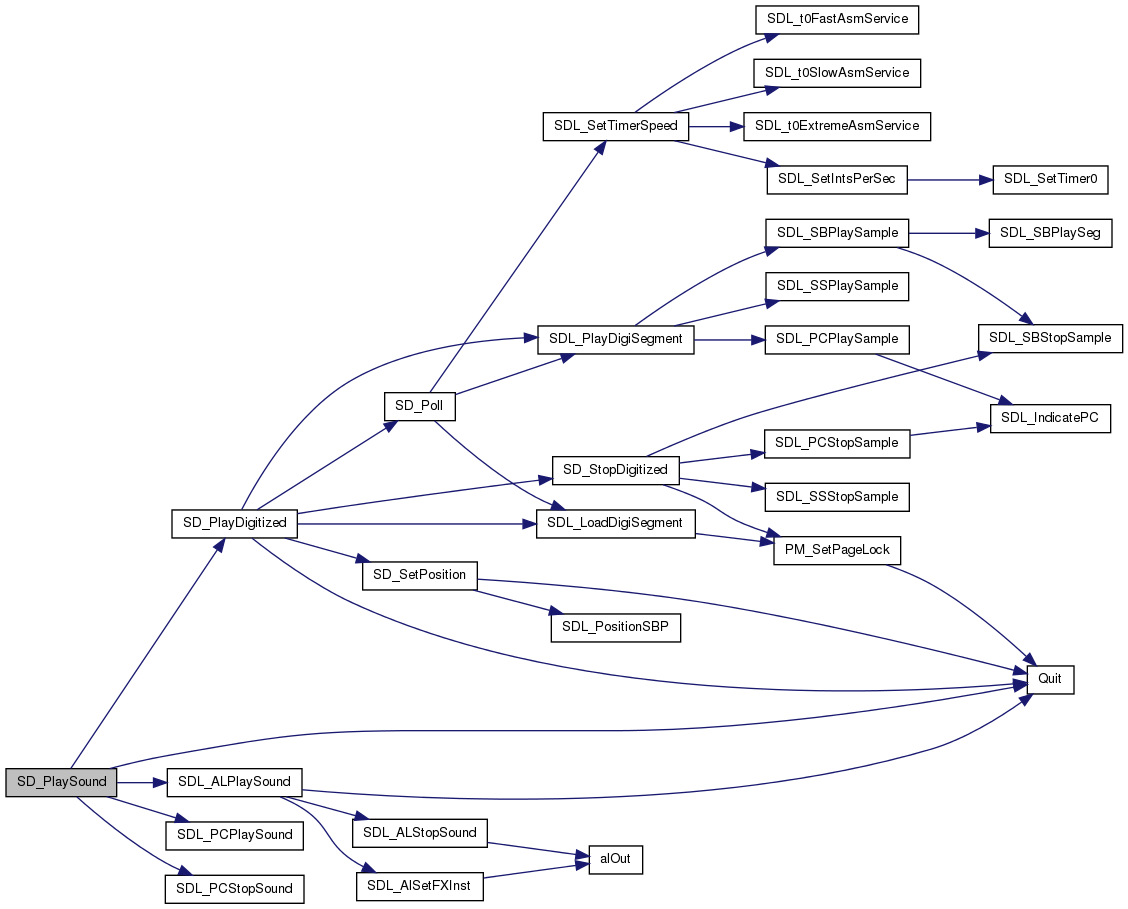 SDL_t0FastAsmService
SDL_t0SlowAsmService
SDL_SetTimerSpeed
SDL_t0ExtremeAsmService
SDL_SetIntsPerSec
SDL_SetTimer0
SDL_SBPlaySample
SDL_SBPlaySeg
SDL_SSPlaySample
SDL_PlayDigiSegment
SDL_PCPlaySample
SDL_SBStopSample
SD_Poll
SDL_IndicatePC
SDL_PCStopSample
SD_StopDigitized
SDL_SSStopSample
SD_PlayDigitized
SDL_LoadDigiSegment
PM_SetPageLock
SD_SetPosition
SDL_PositionSBP
Quit
SD_PlaySound
SDL_ALPlaySound
SDL_PCPlaySound
SDL_ALStopSound
alOut
SDL_PCStopSound
SDL_AlSetFXInst